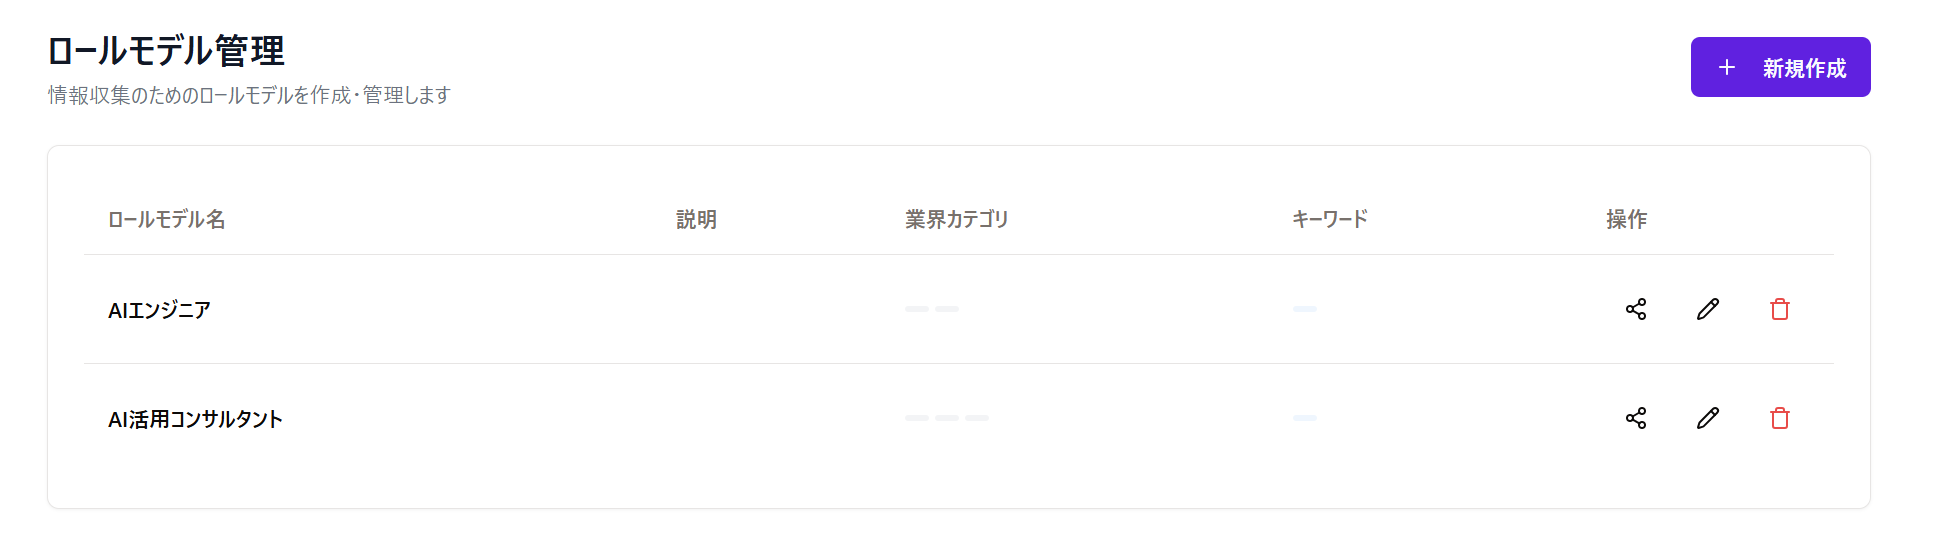 ロールモデル管理
情報収集のためのロールモデルを作成・管理します
新規作成
ロールモデル名 説明 業界カテゴリ キーワード 操作
AIエンジニア
AI活用コンサルタント